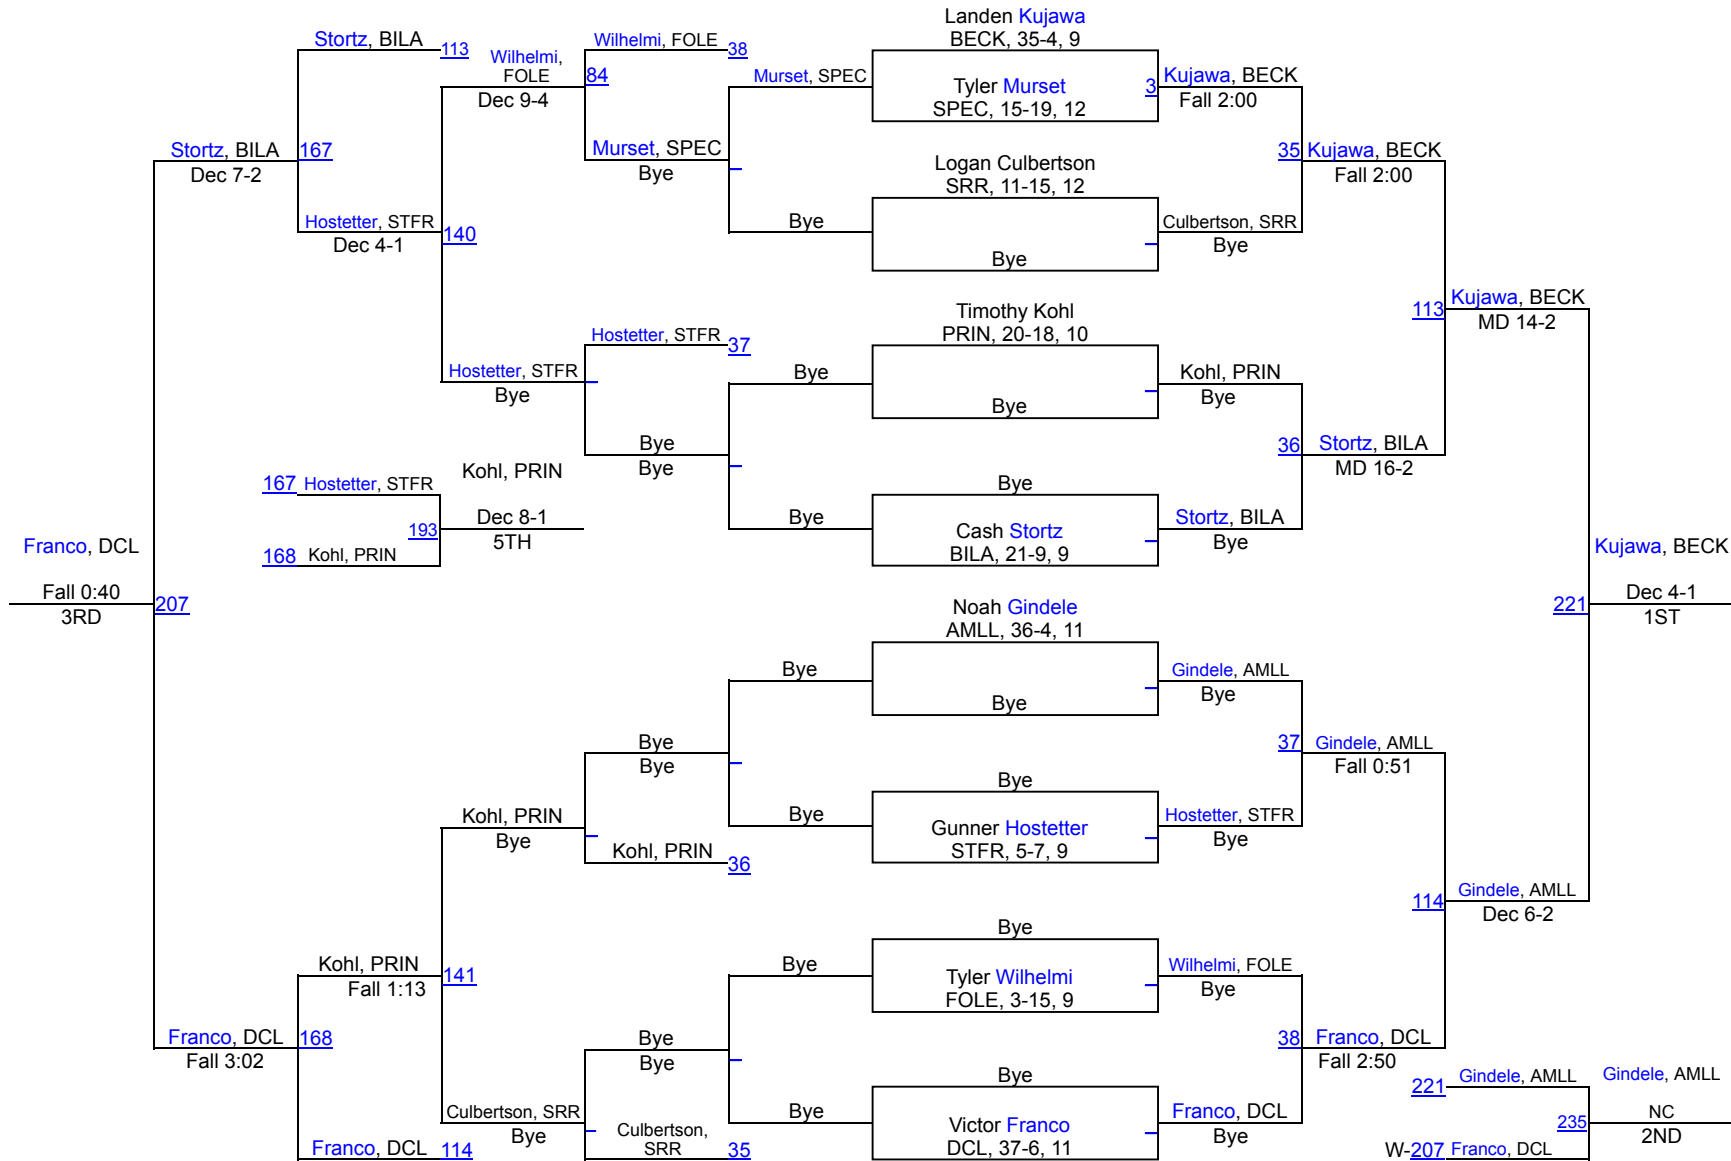 Landen Kujawa
BECK, 35-4, 9
Tyler Murset
SPEC, 15-19, 12
3
Kujawa, BECK
Fall 2:00
Logan Culbertson
SRR, 11-15, 12
Bye
Culbertson, SRR
Bye
35
Kujawa, BECK
Fall 2:00
Timothy Kohl
PRIN, 20-18, 10
Bye
Kohl, PRIN
Bye
Bye
Cash Stortz
BILA, 21-9, 9
Stortz, BILA
Bye
36
Stortz, BILA
MD 16-2
113
Kujawa, BECK
MD 14-2
Noah Gindele
AMLL, 36-4, 11
Bye
Gindele, AMLL
Bye
Bye
Gunner Hostetter
STFR, 5-7, 9
Hostetter, STFR
Bye
37
Gindele, AMLL
Fall 0:51
Bye
Tyler Wilhelmi
FOLE, 3-15, 9
Wilhelmi, FOLE
Bye
Bye
Victor Franco
DCL, 37-6, 11
Franco, DCL
Bye
38
Franco, DCL
Fall 2:50
114
Gindele, AMLL
Dec 6-2
221
Kujawa, BECK
Dec 4-1
1ST
221
Gindele, AMLL
W-207
Franco, DCL
235
Gindele, AMLL
NC
2ND
Murset, SPEC
Bye
Murset, SPEC
Bye
Wilhelmi, FOLE
38
84
Wilhelmi,
FOLE
Dec 9-4
Bye
Bye
Bye
Bye
Hostetter, STFR
37
Hostetter, STFR
Bye
140
Hostetter, STFR
Dec 4-1
Stortz, BILA
113
167
Stortz, BILA
Dec 7-2
167
Hostetter, STFR
168
Kohl, PRIN
193
Kohl, PRIN
Dec 8-1
5TH
Bye
Bye
Bye
Bye
Kohl, PRIN
36
Kohl, PRIN
Bye
Bye
Bye
Bye
Bye
Culbertson,
SRR
35
Culbertson, SRR
Bye
141
Kohl, PRIN
Fall 1:13
Franco, DCL
114
168
Franco, DCL
Fall 3:02
207
Franco, DCL
Fall 0:40
3RD